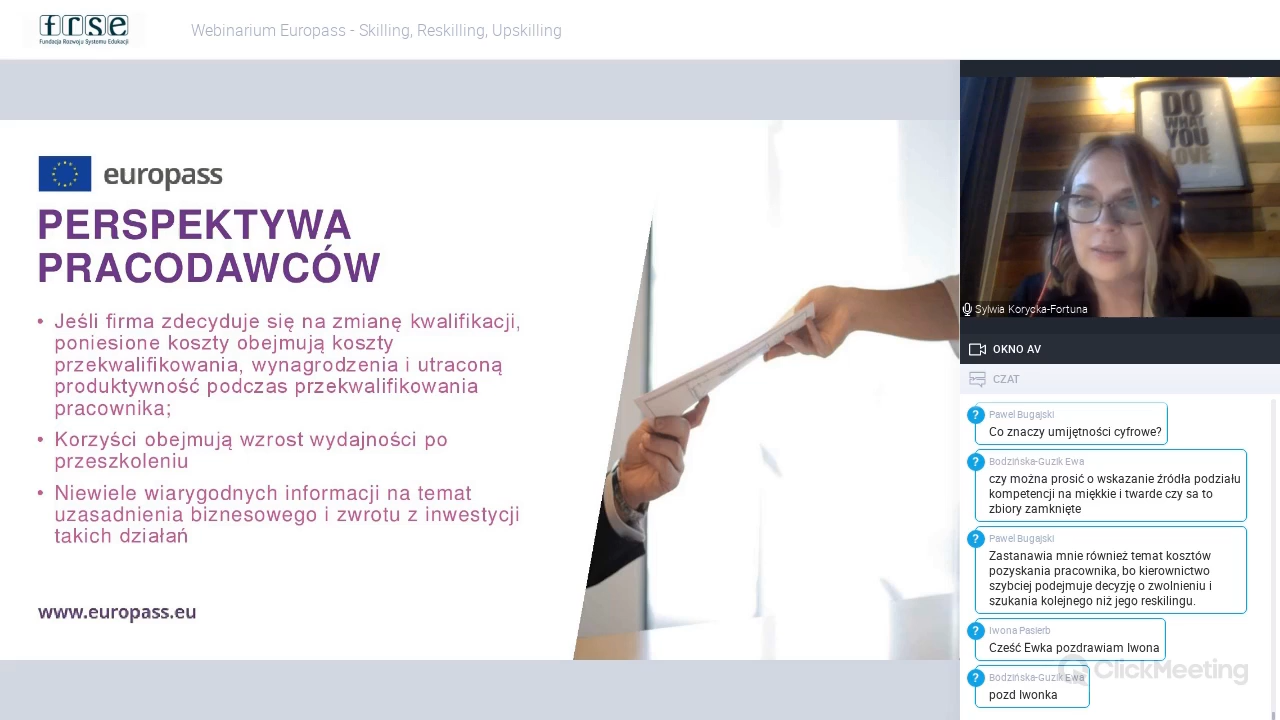 frse
Fundacja Rozwoju Systemu Edukacji
Webinarium Europass - Skilling, Reskilling, Upskilling
europass
PERSPEKTYWA
PRACODAWCÓW
• Jeśli firma zdecyduje się na zmianę kwalifikacji,
poniesione koszty obejmują koszty
przekwalifikowania, wynagrodzenia i utraconą
produktywność podczas przekwalifikowania
pracownika;
• Korzyści obejmują wzrost wydajności po
przeszkoleniu
• Niewiele wiarygodnych informacji na temat
uzasadnienia biznesowego i zwrotu z inwestycji
takich działań
www.europass.eu
DO
WHAT
YOU
LOVE
Sylwia Korycka-Fortuna
OKNO AV
CZAT
? Pawel Bugajski
Co znaczy umijętności cyfrowe?
? Bodzińska-Guzik Ewa
czy można prosić o wskazanie źródła podziału
kompetencji na miękkie i twarde czy sa to
zbiory zamknięte
? Pawel Bugajski
Zastanawia mnie również temat kosztów
pozyskania pracownika, bo kierownictwo
szybciej podejmuje decyzję o zwolnieniu i
szukania kolejnego niż jego reskilingu.
? Iwona Pasierb
Cześć Ewka pozdrawiam Iwona
ClickMeeting
? Bodzińska-Guzik Ewa
pozd Iwonka